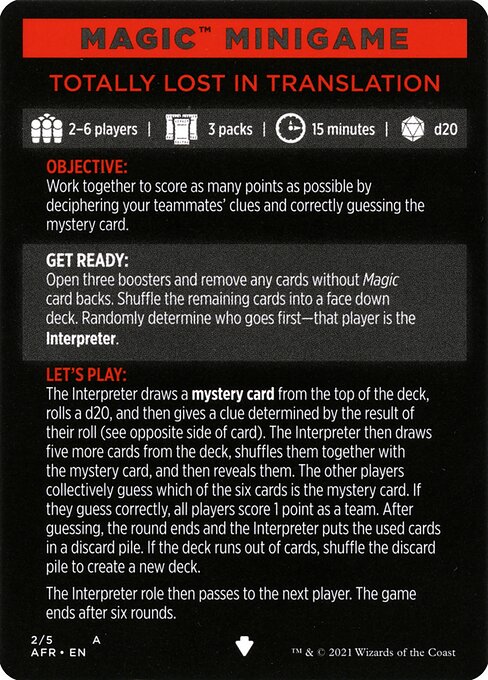 MAGIC™ MINIGAME
TOTALLY LOST IN TRANSLATION
2–6 players | 3 packs | 15 minutes | d20
OBJECTIVE:
Work together to score as many points as possible by
deciphering your teammates' clues and correctly guessing the
mystery card.
GET READY:
Open three boosters and remove any cards without Magic
card backs. Shuffle the remaining cards into a face down
deck. Randomly determine who goes first—that player is the
Interpreter.
LET'S PLAY:
The Interpreter draws a mystery card from the top of the deck,
rolls a d20, and then gives a clue determined by the result of
their roll (see opposite side of card). The Interpreter then draws
five more cards from the deck, shuffles them together with
the mystery card, and then reveals them. The other players
collectively guess which of the six cards is the mystery card. If
they guess correctly, all players score 1 point as a team. After
guessing, the round ends and the Interpreter puts the used cards
in a discard pile. If the deck runs out of cards, shuffle the discard
pile to create a new deck.
The Interpreter role then passes to the next player. The game
ends after six rounds.
2/5 A
AFR • EN
™ & © 2021 Wizards of the Coast